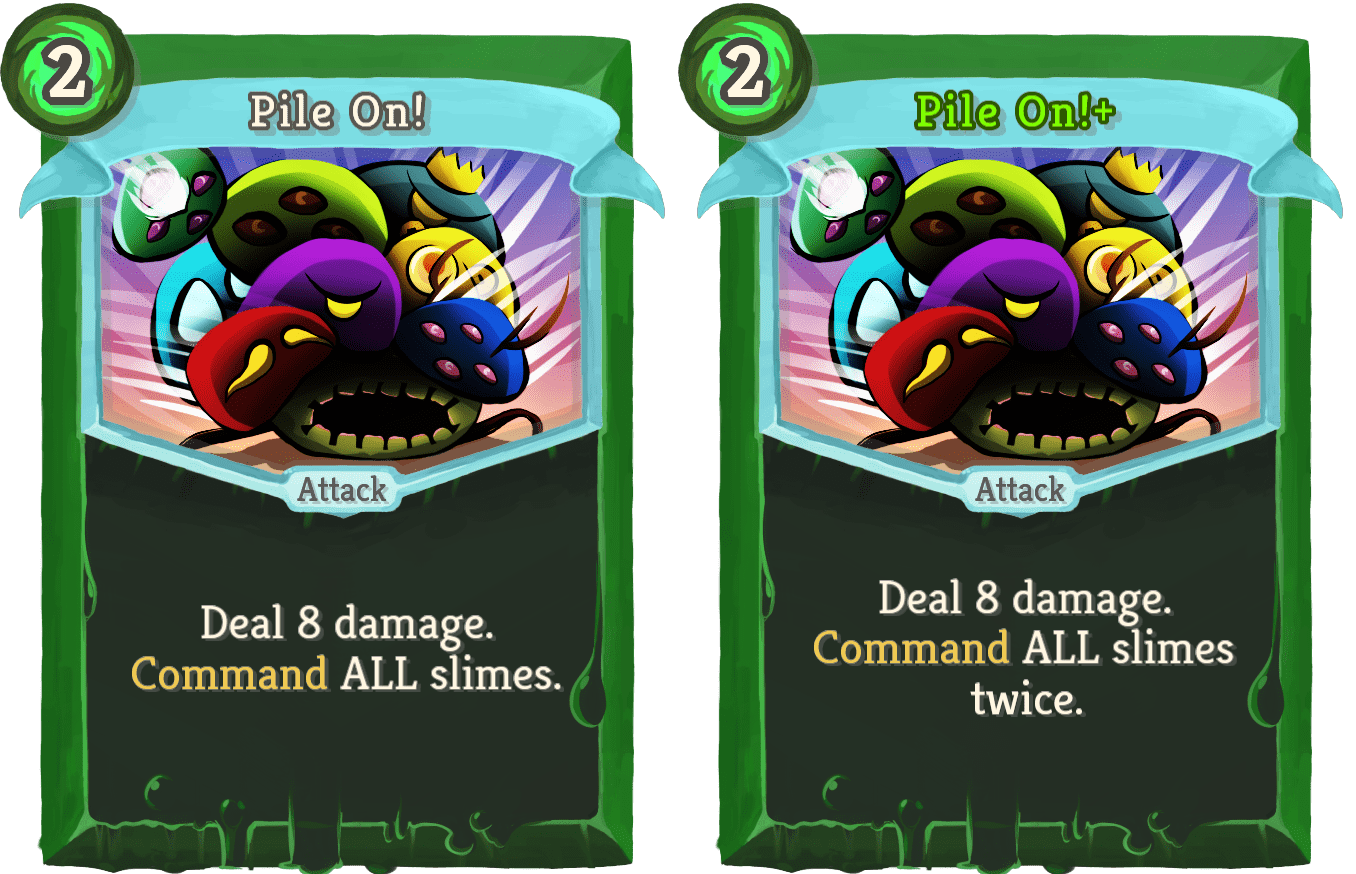 2
Pile On!
Attack
Deal 8 damage.
Command ALL slimes.
2
Pile On!+
Attack
Deal 8 damage.
Command ALL slimes
twice.